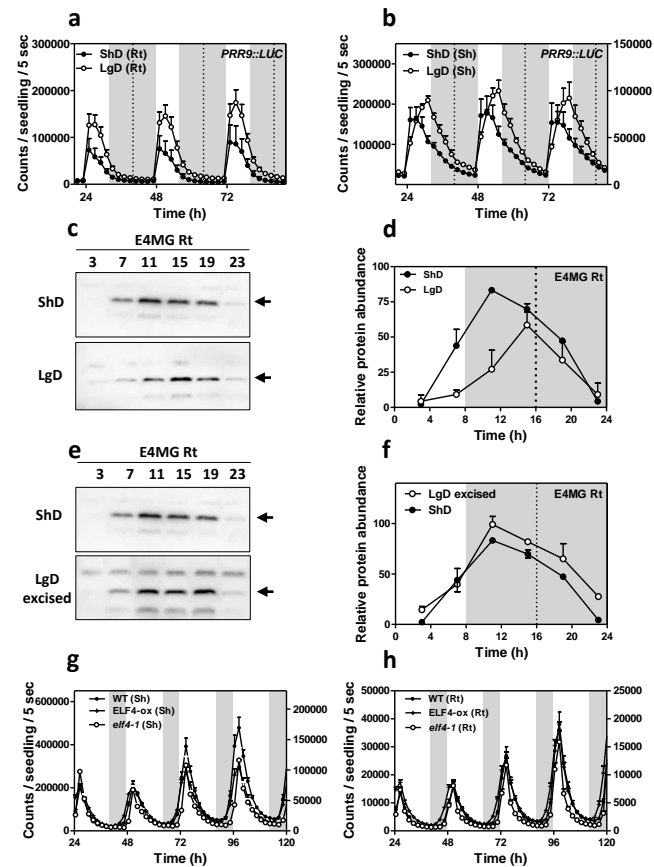 a
b
300000
200000
100000
0
Counts / seedling / 5 sec
ShD (Rt)
LgD (Rt)
PRR9::LUC
24
48
72
Time (h)
400000
300000
200000
100000
Counts / seedling / 5 sec
ShD (Sh)
LgD (Sh)
PRR9::LUC
150000
100000
50000
0
24
48
72
Time (h)
c
E4MG Rt
3 7 11 15 19 23
ShD
LgD
d
100
75
50
25
0
Relative protein abundance
ShD
LgD
E4MG Rt
0 4 8 12 16 20 24
Time (h)
e
E4MG Rt
3 7 11 15 19 23
ShD
LgD
excised
f
100
50
0
Relative protein abundance
LgD excised
ShD
E4MG Rt
0 4 8 12 16 20 24
Time (h)
g
600000
400000
200000
0
Counts / seedling / 5 sec
WT (Sh)
ELF4-ox (Sh)
elf4-1 (Sh)
200000
150000
100000
50000
0
24 48 72 96 120
Time (h)
h
50000
40000
30000
20000
10000
0
Counts / seedling / 5 sec
WT (Rt)
ELF4-ox (Rt)
elf4-1 (Rt)
25000
20000
15000
10000
5000
0
24 48 72 96 120
Time (h)